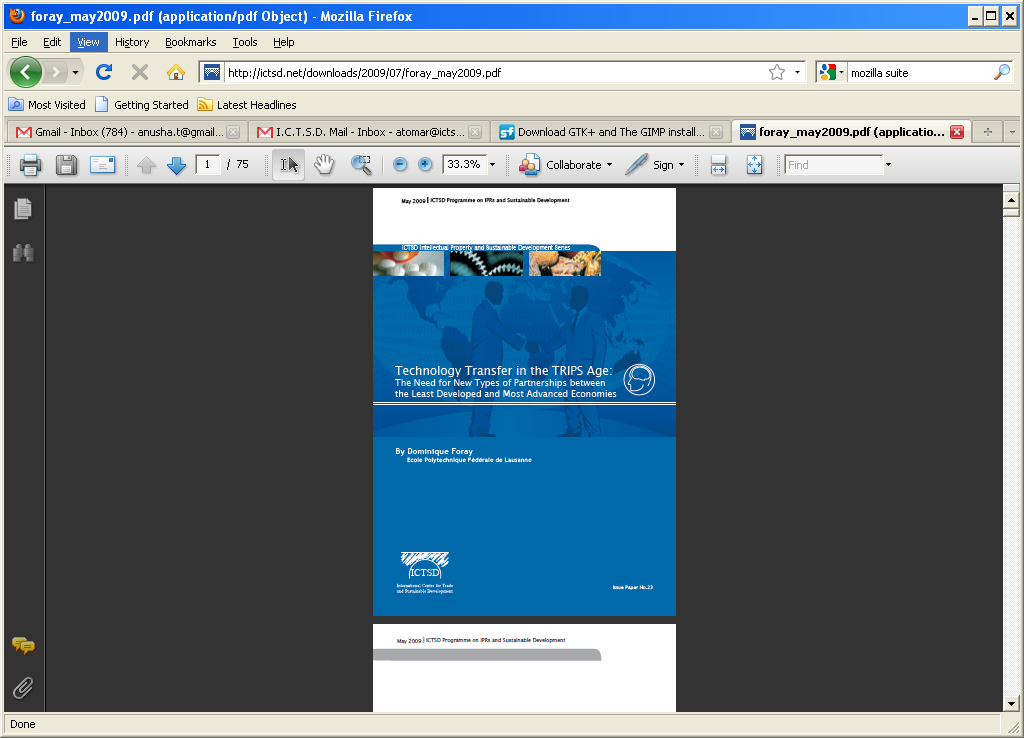 foray_may2009.pdf (application/pdf Object) - Mozilla Firefox
File Edit View History Bookmarks Tools Help
http://ictsd.net/downloads/2009/07/foray_may2009.pdf
mozilla suite
Most Visited Getting Started Latest Headlines
Gmail - Inbox (784) - anusha.t@gmail... I.C.T.S.D. Mail - Inbox - atomar@icts... Download GTK+ and The GIMP install... foray_may2009.pdf (applicatio...
1 / 75 33.3% Collaborate Sign Find
May 2009 | ICTSD Programme on IPRs and Sustainable Development
ICTSD Intellectual Property and Sustainable Development Series
Technology Transfer in the TRIPS Age:
The Need for New Types of Partnerships between
the Least Developed and Most Advanced Economies
By Dominique Foray
Ecole Polytechnique Fédérale de Lausanne
ICTSD
International Centre for Trade
and Sustainable Development
Issue Paper No.23
May 2009 | ICTSD Programme on IPRs and Sustainable Development
Done